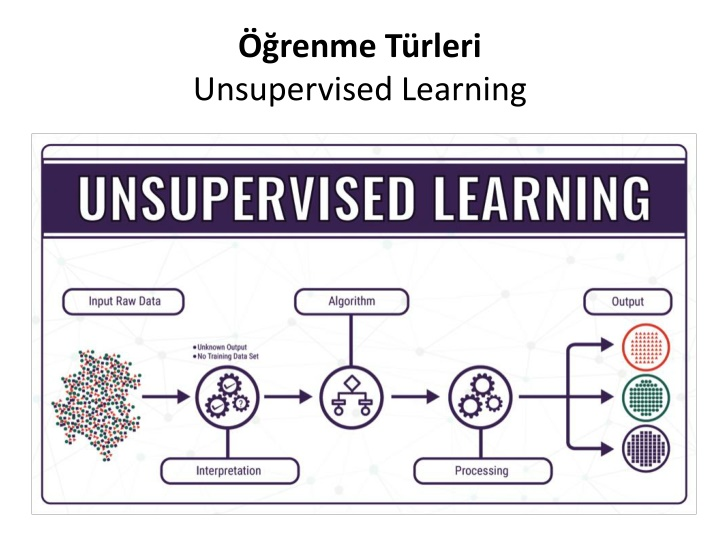 Öğrenme Türleri
Unsupervised Learning
UNSUPERVISED LEARNING
Input Raw Data
Algorithm
Output
• Unknown Output
• No Training Data Set
?
Interpretation
Processing